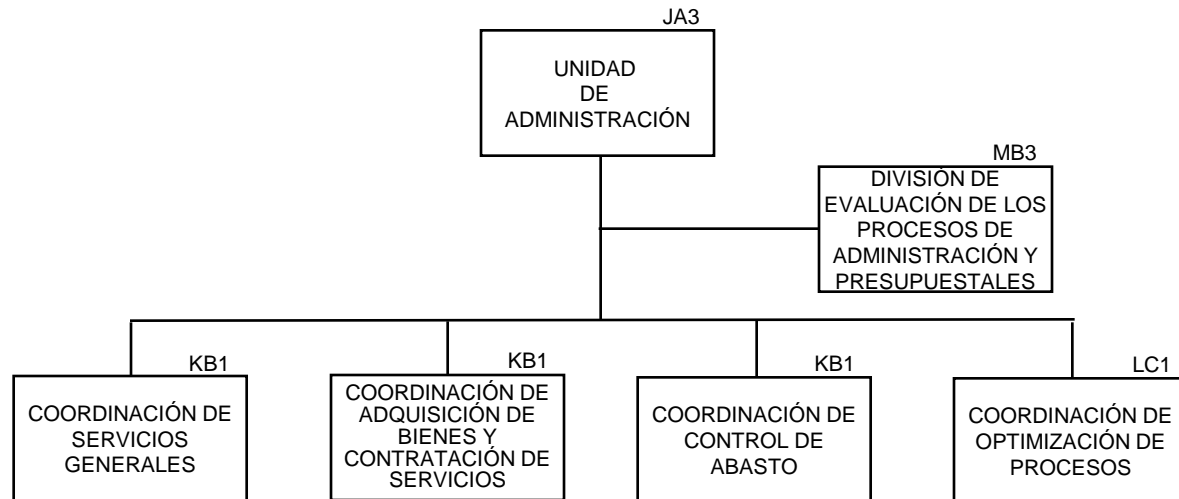 JA3
UNIDAD
DE
ADMINISTRACIÓN
MB3
DIVISIÓN DE
EVALUACIÓN DE LOS
PROCESOS DE
ADMINISTRACIÓN Y
PRESUPUESTALES
KB1
COORDINACIÓN DE
SERVICIOS
GENERALES
KB1
COORDINACIÓN DE
ADQUISICIÓN DE
BIENES Y
CONTRATACIÓN DE
SERVICIOS
KB1
COORDINACIÓN DE
CONTROL DE
ABASTO
LC1
COORDINACIÓN DE
OPTIMIZACIÓN DE
PROCESOS